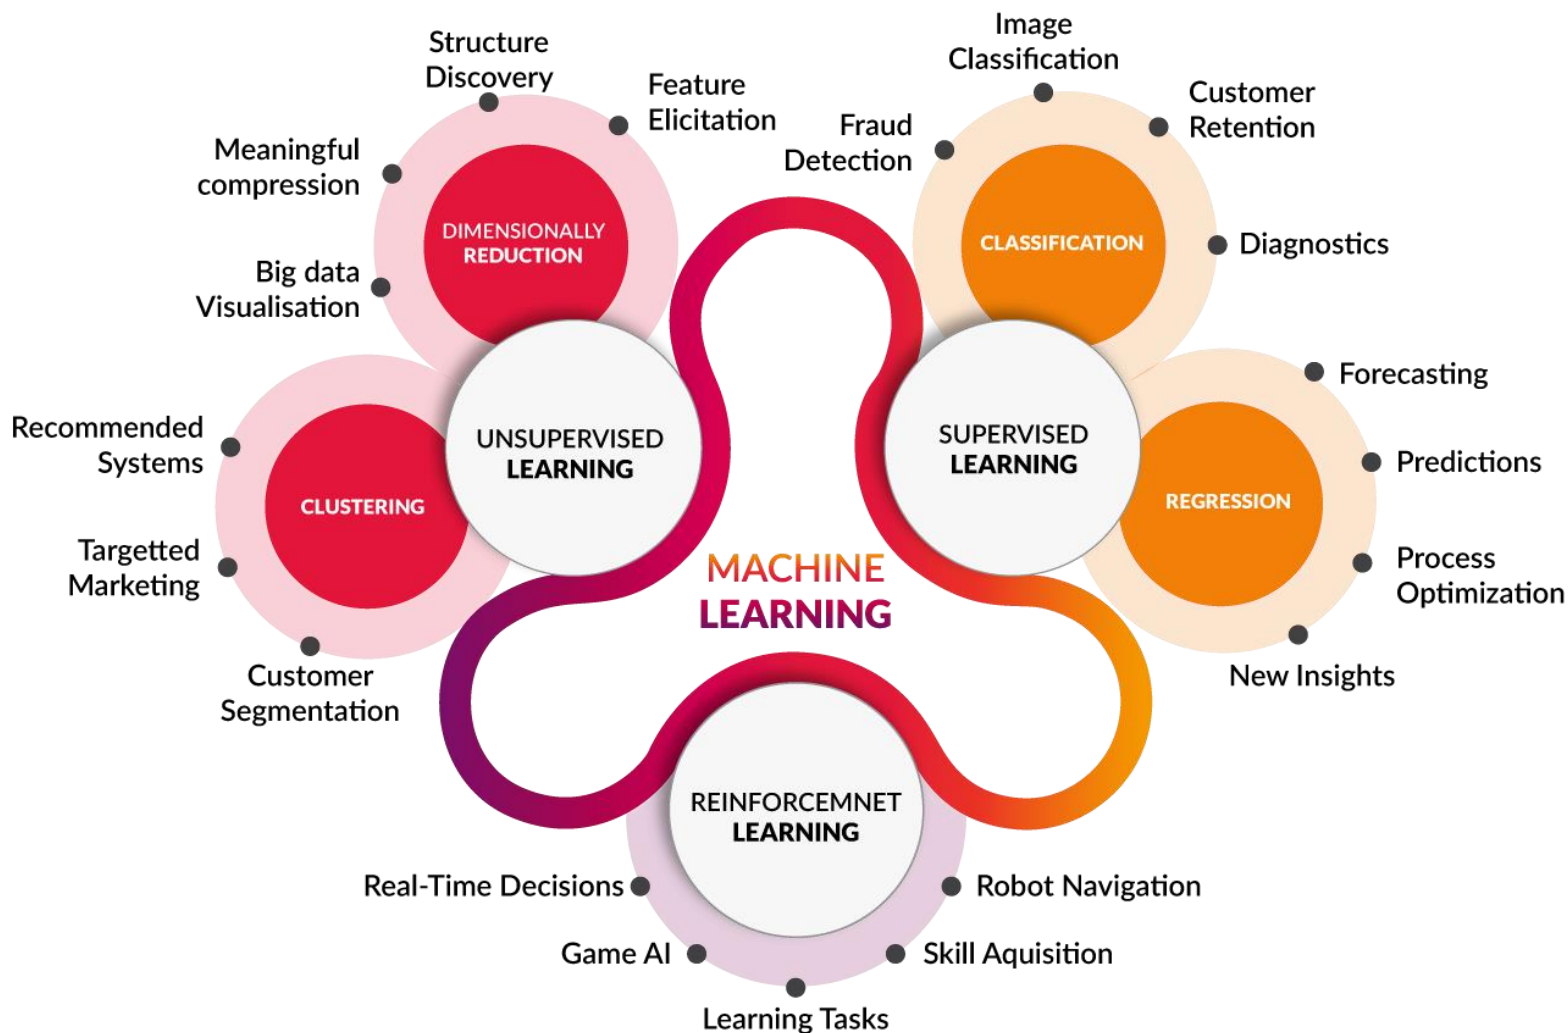 Structure
Discovery
Feature
Elicitation
Meaningful
compression
Big data
Visualisation
DIMENSIONALLY
REDUCTION
Recommended
Systems
Targetted
Marketing
Customer
Segmentation
CLUSTERING
UNSUPERVISED
LEARNING
Image
Classification
Fraud
Detection
Customer
Retention
Diagnostics
CLASSIFICATION
SUPERVISED
LEARNING
Forecasting
Predictions
Process
Optimization
New Insights
REGRESSION
MACHINE
LEARNING
REINFORCEMNET
LEARNING
Real-Time Decisions
Game AI
Learning Tasks
Skill Aquisition
Robot Navigation